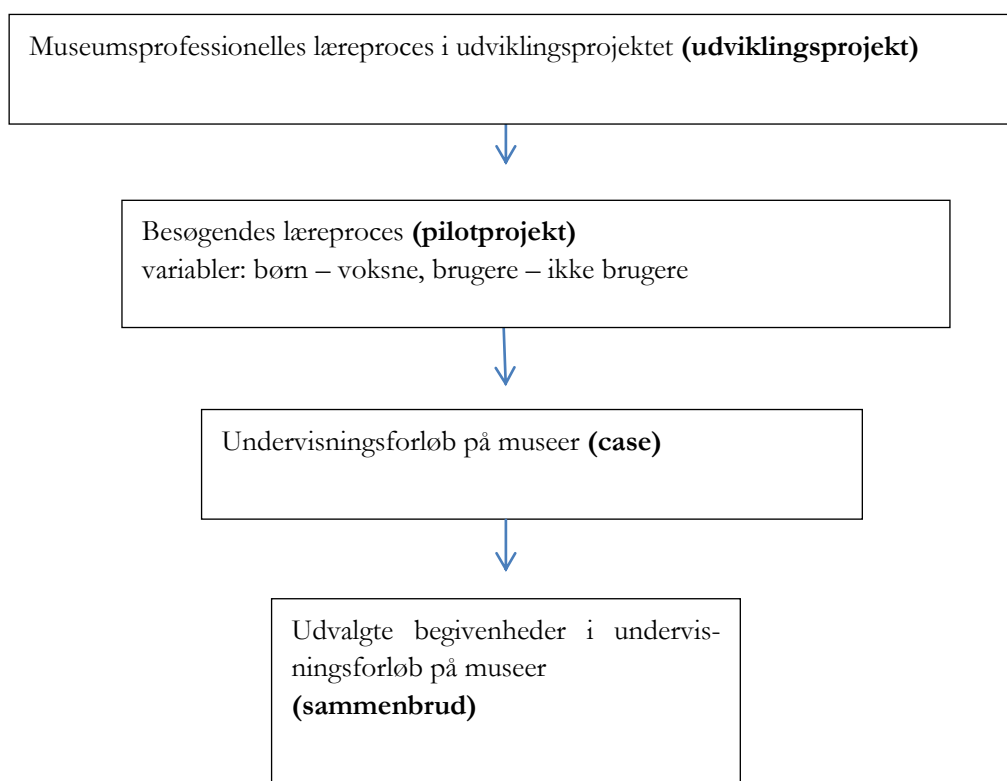 Museumsprofessionelles læreproces i udviklingsprojektet (udviklingsprojekt)
Besøgendes læreproces (pilotprojekt)
variabler: børn – voksne, brugere – ikke brugere
Undervisningsforløb på museer (case)
Udvalgte begivenheder i undervis-
ningsforløb på museer
(sammenbrud)